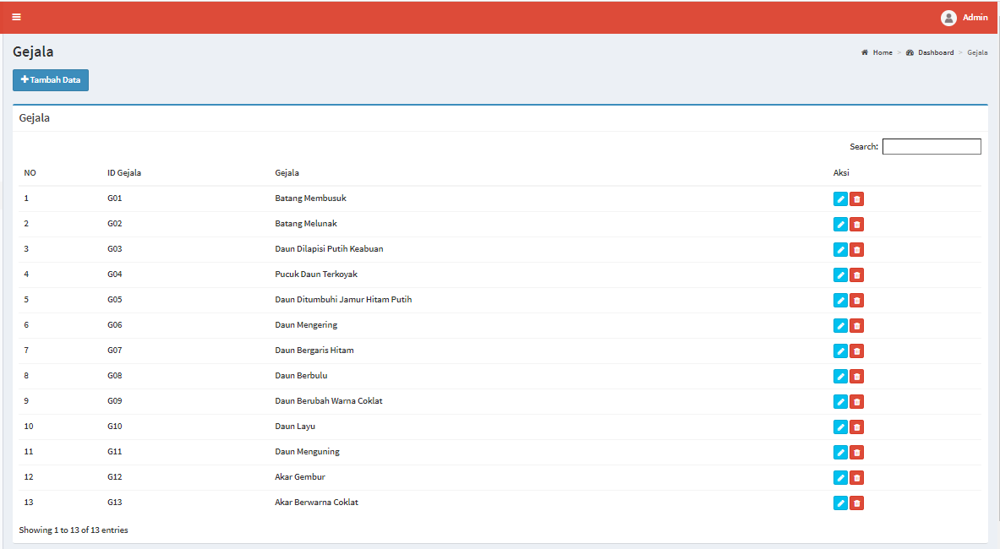 Admin
Gejala
Home > Dashboard > Gejala
Tambah Data
Gejala
Search:
NO ID Gejala Gejala Aksi
1 G01 Batang Membusuk
2 G02 Batang Melunak
3 G03 Daun Dilapisi Putih Keabuan
4 G04 Pucuk Daun Terkoyak
5 G05 Daun Ditumbuhi Jamur Hitam Putih
6 G06 Daun Mengering
7 G07 Daun Bergaris Hitam
8 G08 Daun Berbulu
9 G09 Daun Berubah Warna Coklat
10 G10 Daun Layu
11 G11 Daun Menguning
12 G12 Akar Gembur
13 G13 Akar Berwarna Coklat
Showing 1 to 13 of 13 entries